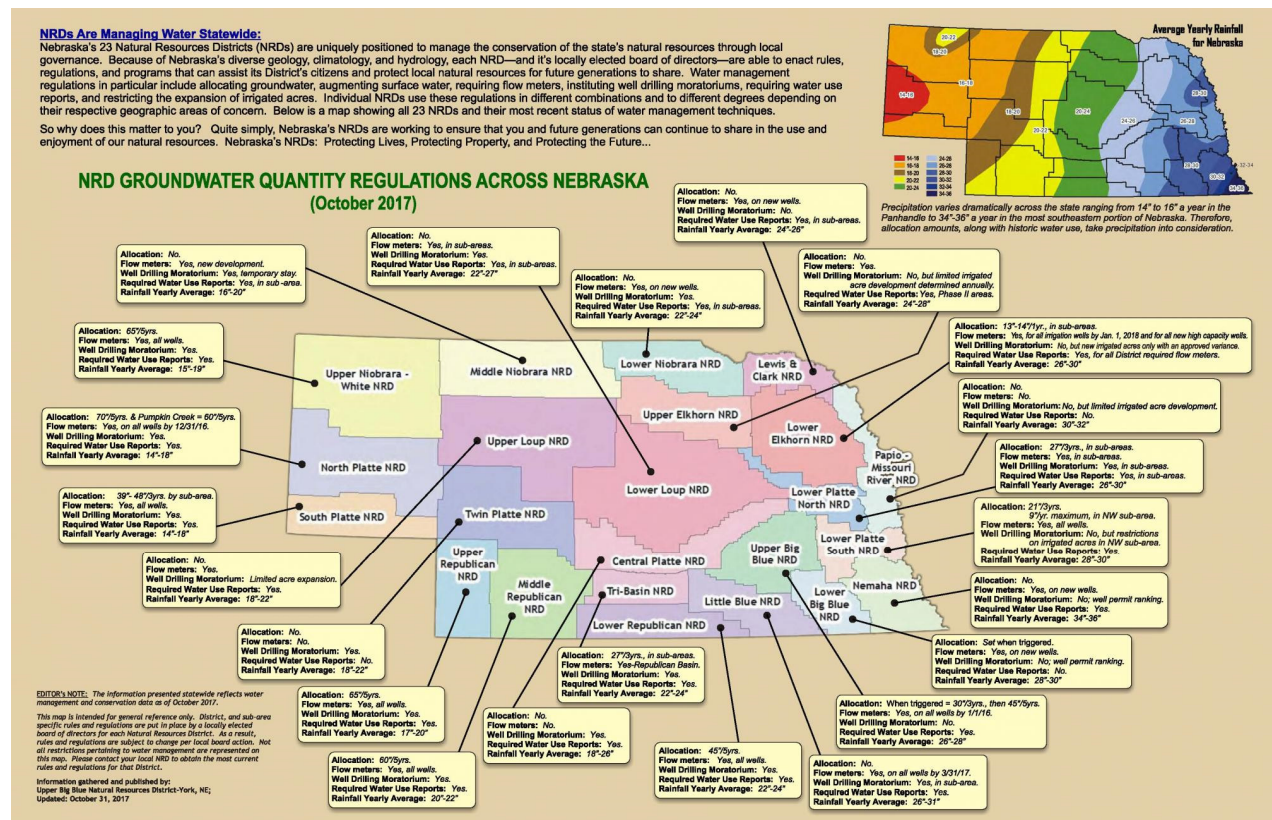 NRDs Are Managing Water Statewide:
Nebraska's 23 Natural Resources Districts (NRDs) are uniquely positioned to manage the conservation of the state's natural resources through local
governance. Because of Nebraska's diverse geology, climatology, and hydrology, each NRD—and it's locally elected board of directors—are able to enact rules,
regulations, and programs that can assist its District's citizens and protect local natural resources for future generations to share. Water management
regulations in particular include allocating groundwater, augmenting surface water, requiring flow meters, instituting well drilling moratoriums, requiring water use
reports, and restricting the expansion of irrigated acres. Individual NRDs use these regulations in different combinations and to different degrees depending on
their respective geographic areas of concern. Below is a map showing all 23 NRDs and their most recent status of water management techniques.
So why does this matter to you? Quite simply, Nebraska's NRDs are working to ensure that you and future generations can continue to share in the use and
enjoyment of our natural resources. Nebraska's NRDs: Protecting Lives, Protecting Property, and Protecting the Future...
Average Yearly Rainfall
for Nebraska
20-22
18-20
16-18
14-16
18-20
20-22
20-24
24-26
26-28
28-30
28-30
30-32
32-34
34-36
14-16
16-18
18-20
20-22
20-24
24-26
26-28
28-30
30-32
32-34
34-36
Precipitation varies dramatically across the state ranging from 14" to 16" a year in the
Panhandle to 34"-36" a year in the most southeastern portion of Nebraska. Therefore,
allocation amounts, along with historic water use, take precipitation into consideration.
NRD GROUNDWATER QUANTITY REGULATIONS ACROSS NEBRASKA
(October 2017)
Allocation: No.
Flow meters: Yes, on new wells.
Well Drilling Moratorium: No.
Required Water Use Reports: Yes, in sub-areas.
Rainfall Yearly Average: 24"-26"
Allocation: No.
Flow meters: Yes, in sub-areas.
Well Drilling Moratorium: Yes.
Required Water Use Reports: Yes, in sub-areas.
Rainfall Yearly Average: 22"-27"
Allocation: No.
Flow meters: Yes, new development.
Well Drilling Moratorium: Yes, temporary stay.
Required Water Use Reports: Yes, in sub-area.
Rainfall Yearly Average: 16"-20"
Allocation: No.
Flow meters: Yes, on new wells.
Well Drilling Moratorium: Yes.
Required Water Use Reports: Yes, in sub-areas.
Rainfall Yearly Average: 22"-24"
Allocation: No.
Flow meters: Yes.
Well Drilling Moratorium: No, but limited irrigated
acre development determined annually.
Required Water Use Reports: Yes, Phase II areas.
Rainfall Yearly Average: 24"-28"
Allocation: 65"/5yrs.
Flow meters: Yes, all wells.
Well Drilling Moratorium: Yes.
Required Water Use Reports: Yes.
Rainfall Yearly Average: 15"-19"
Allocation: 13"-14"/1yr., in sub-areas.
Flow meters: Yes, for all irrigation wells by Jan. 1, 2018 and for all new high capacity wells.
Well Drilling Moratorium: No, but new irrigated acres only with an approved variance.
Required Water Use Reports: Yes, for all District required flow meters.
Rainfall Yearly Average: 26"-30"
Allocation: 70"/5yrs. & Pumpkin Creek = 60"/5yrs.
Flow meters: Yes, on all wells by 12/31/16.
Well Drilling Moratorium: Yes.
Required Water Use Reports: Yes.
Rainfall Yearly Average: 14"-18"
Allocation: No.
Flow meters: No.
Well Drilling Moratorium: No, but limited irrigated acre development.
Required Water Use Reports: No.
Rainfall Yearly Average: 30"-32"
Allocation: 27"/3yrs., in sub-areas.
Flow meters: Yes, in sub-areas.
Well Drilling Moratorium: Yes, in sub-areas.
Required Water Use Reports: Yes, in sub-areas.
Rainfall Yearly Average: 26"-30"
Allocation: 39"- 48"/3yrs. by sub-area.
Flow meters: Yes, all wells.
Well Drilling Moratorium: Yes.
Required Water Use Reports: Yes.
Rainfall Yearly Average: 14"-18"
Allocation: 21"/3yrs.
9"/yr. maximum, in NW sub-area.
Flow meters: Yes, all wells.
Well Drilling Moratorium: No, but restrictions
on irrigated acres in NW sub-area.
Required Water Use Reports: Yes.
Rainfall Yearly Average: 28"-30"
Upper Niobrara -
White NRD
Middle Niobrara NRD
Lower Niobrara NRD
Lewis &
Clark NRD
Upper Elkhorn NRD
Lower
Elkhorn NRD
Upper Loup NRD
North Platte NRD
Lower Loup NRD
Papio -
Missouri
River NRD
Lower Platte
North NRD
South Platte NRD
Twin Platte NRD
Lower Platte
South NRD
Upper
Republican
NRD
Central Platte NRD
Upper Big
Blue NRD
Middle
Republican
NRD
Tri-Basin NRD
Nemaha NRD
Little Blue NRD
Lower
Big Blue
NRD
Lower Republican NRD
Allocation: No.
Flow meters: Yes.
Well Drilling Moratorium: Limited acre expansion.
Required Water Use Reports: Yes.
Rainfall Yearly Average: 18"-22"
Allocation: No.
Flow meters: Yes, on new wells.
Well Drilling Moratorium: No; well permit ranking.
Required Water Use Reports: Yes.
Rainfall Yearly Average: 34"-36"
Allocation: No.
Flow meters: No.
Well Drilling Moratorium: Yes.
Required Water Use Reports: No.
Rainfall Yearly Average: 18"-22"
Allocation: Set when triggered.
Flow meters: Yes, on new wells.
Well Drilling Moratorium: No; well permit ranking.
Required Water Use Reports: No.
Rainfall Yearly Average: 28"-30"
Allocation: 27"/3yrs., in sub-areas.
Flow meters: Yes-Republican Basin.
Well Drilling Moratorium: Yes.
Required Water Use Reports: Yes.
Rainfall Yearly Average: 22"-24"
Allocation: 65"/5yrs.
Flow meters: Yes, all wells.
Well Drilling Moratorium: Yes.
Required Water Use Reports: Yes.
Rainfall Yearly Average: 17"-20"
Allocation: No.
Flow meters: No.
Well Drilling Moratorium: Yes.
Required Water Use Reports: Yes.
Rainfall Yearly Average: 18"-26"
Allocation: When triggered = 30"/3yrs., then 45"/5yrs.
Flow meters: Yes, on all wells by 1/1/16.
Well Drilling Moratorium: No.
Required Water Use Reports: Yes.
Rainfall Yearly Average: 26"-28"
Allocation: 60"/5yrs.
Flow meters: Yes, all wells.
Well Drilling Moratorium: Yes.
Required Water Use Reports: Yes.
Rainfall Yearly Average: 20"-22"
Allocation: 45"/5yrs.
Flow meters: Yes, all wells.
Well Drilling Moratorium: Yes.
Required Water Use Reports: Yes.
Rainfall Yearly Average: 22"-24"
Allocation: No.
Flow meters: Yes, on all wells by 3/31/17.
Well Drilling Moratorium: Yes, in sub-area.
Required Water Use Reports: Yes.
Rainfall Yearly Average: 26"-31"
EDITOR's NOTE: The information presented statewide reflects water
management and conservation data as of October 2017.
This map is intended for general reference only. District, and sub-area
specific rules and regulations are put in place by a locally elected
board of directors for each Natural Resources District. As a result,
rules and regulations are subject to change per local board action. Not
all restrictions pertaining to water management are represented on
this map. Please contact your local NRD to obtain the most current
rules and regulations for that District.
Information gathered and published by:
Upper Big Blue Natural Resources District-York, NE;
Updated: October 31, 2017